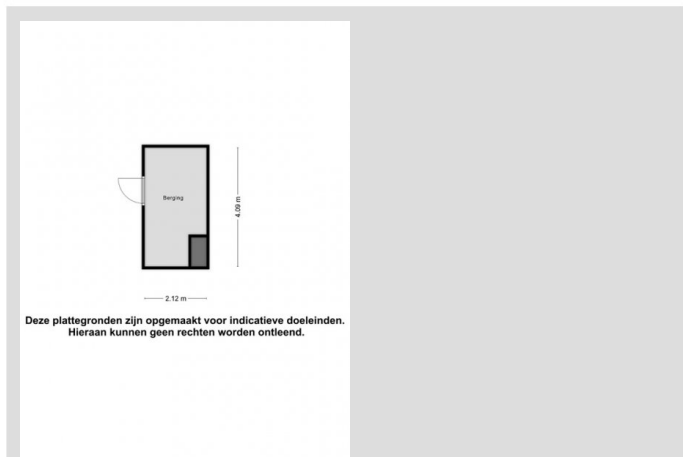 Berging
4.09 m
2.12 m
Deze plattegronden zijn opgemaakt voor indicatieve doeleinden.
Hieraan kunnen geen rechten worden ontleend.